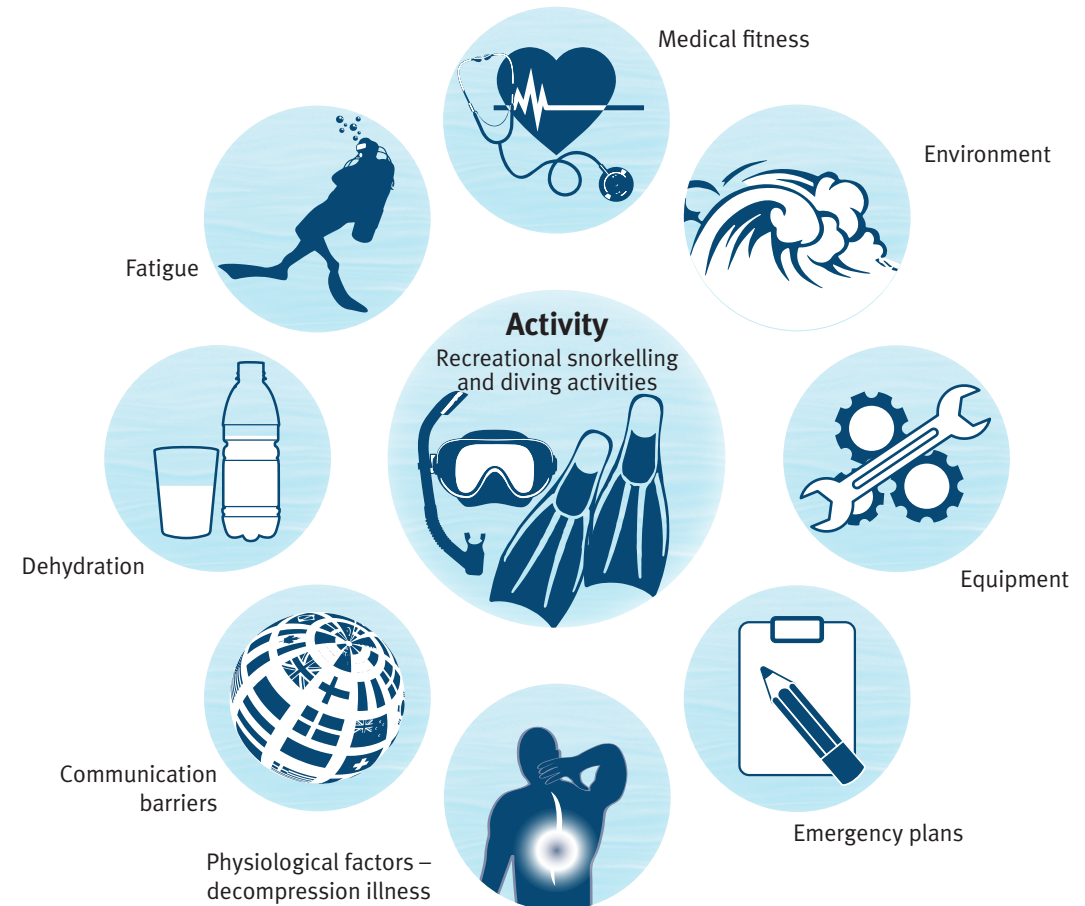 Medical fitness
Environment
Fatigue
Activity
Recreational snorkelling
and diving activities
Dehydration
Equipment
Communication
barriers
Emergency plans
Physiological factors –
decompression illness